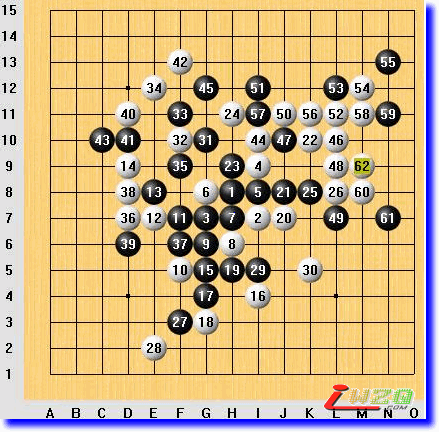 15
14
13 42 55
12 34 45 51 53 54
11 40 33 24 57 50 56 52 58 59
10 43 41 32 31 44 47 22 46
9 14 35 23 4 48 62
8 38 13 6 1 5 21 25 26 60
7 36 12 11 3 7 2 20 49 61
6 39 37 9 8
5 10 15 19 29 30
4 17 16
3 27 18
2 28
1
iWZQ
.COM
A B C D E F G H I J K L M N O